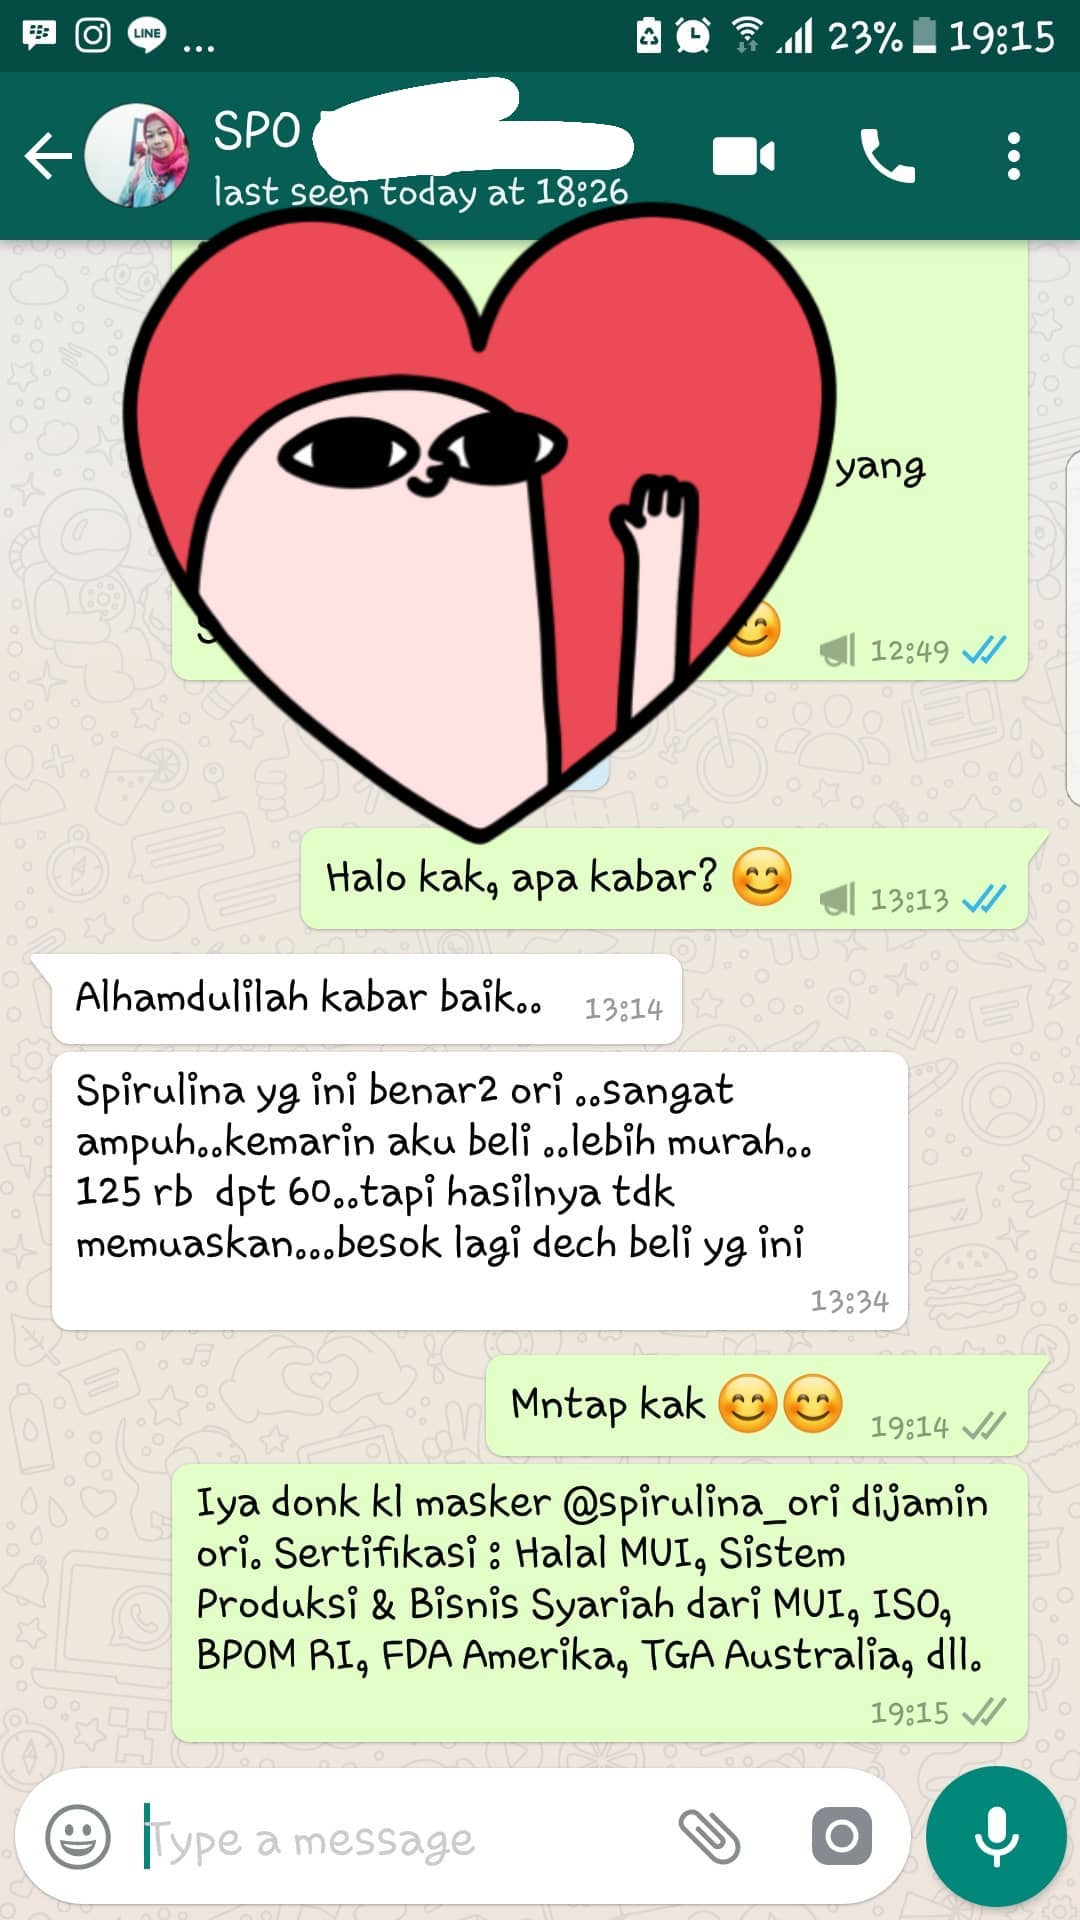 LINE
23%
19:15
SPO
last seen today at 18:26
yang
12:49
Halo kak, apa kabar? 😊
13:13
Alhamdulilah kabar baik..
13:14
Spirulina yg ini benar2 ori ..sangat
ampuh..kemarin aku beli ..lebih murah..
125 rb dpt 60..tapi hasilnya tdk
memuaskan...besok lagi dech beli yg ini
13:34
Mntap kak 😊😊
19:14
Iya donk kl masker @spirulina_ori dijamin
ori. Sertifikasi : Halal MUI, Sistem
Produksi & Bisnis Syariah dari MUI, ISO,
BPOM RI, FDA Amerika, TGA Australia, dll.
19:15
Type a message